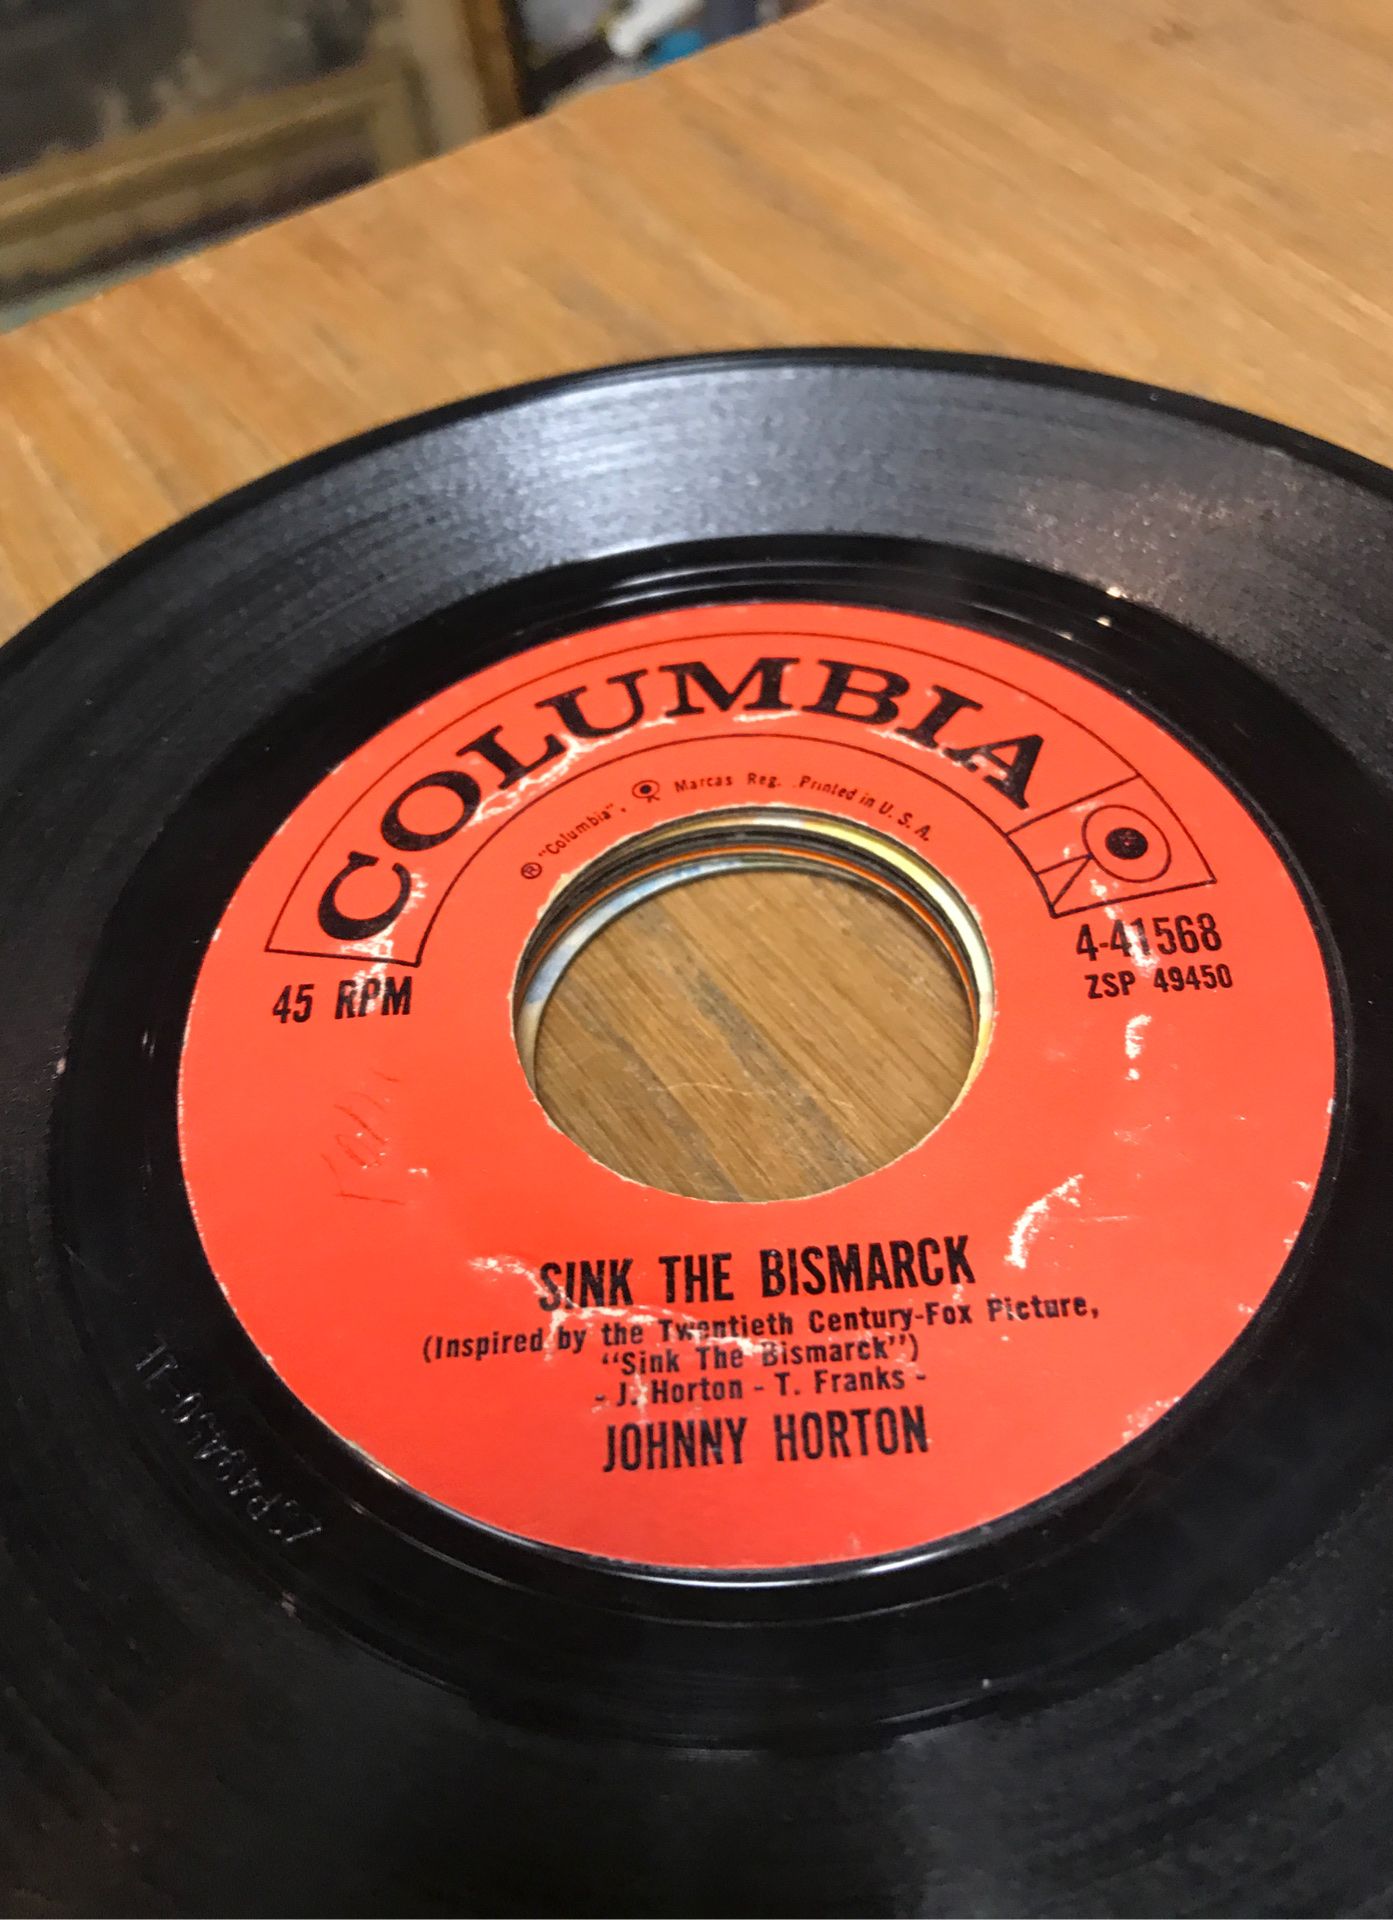 COLUMBIA
® "Columbia", Marcas Reg. Printed in U. S. A.
45 RPM
4-41568
ZSP 49450
SINK THE BISMARCK
(Inspired by the Twentieth Century-Fox Picture,
"Sink The Bismarck")
- J. Horton - T. Franks -
JOHNNY HORTON